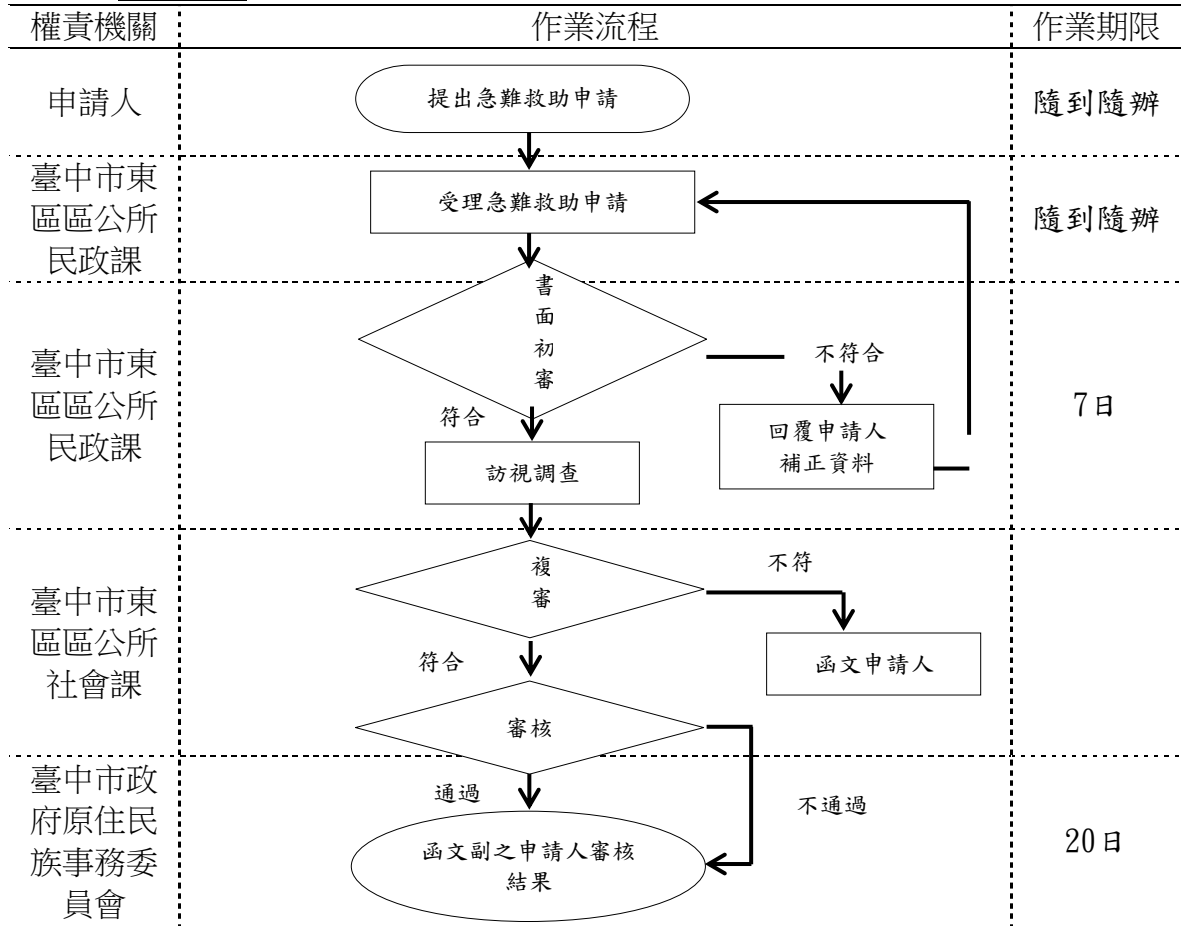 權責機關
作業流程
作業期限
申請人
提出急難救助申請
隨到隨辦
臺中市東
區區公所
民政課
受理急難救助申請
隨到隨辦
臺中市東
區區公所
民政課
書
面
初
審
不符合
符合
回覆申請人
補正資料
訪視調查
7日
臺中市東
區區公所
社會課
複
審
不符
函文申請人
符合
審核
臺中市政
府原住民
族事務委
員會
通過
不通過
函文副之申請人審核
結果
20日